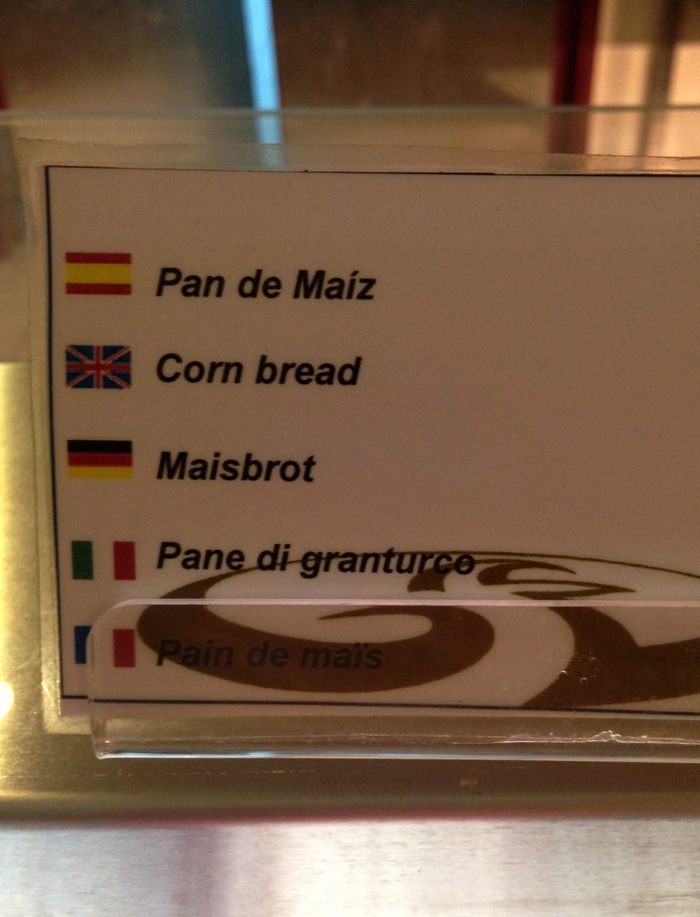 Pan de Maíz
Corn bread
Maisbrot
Pane di granturco
Pain de maïs